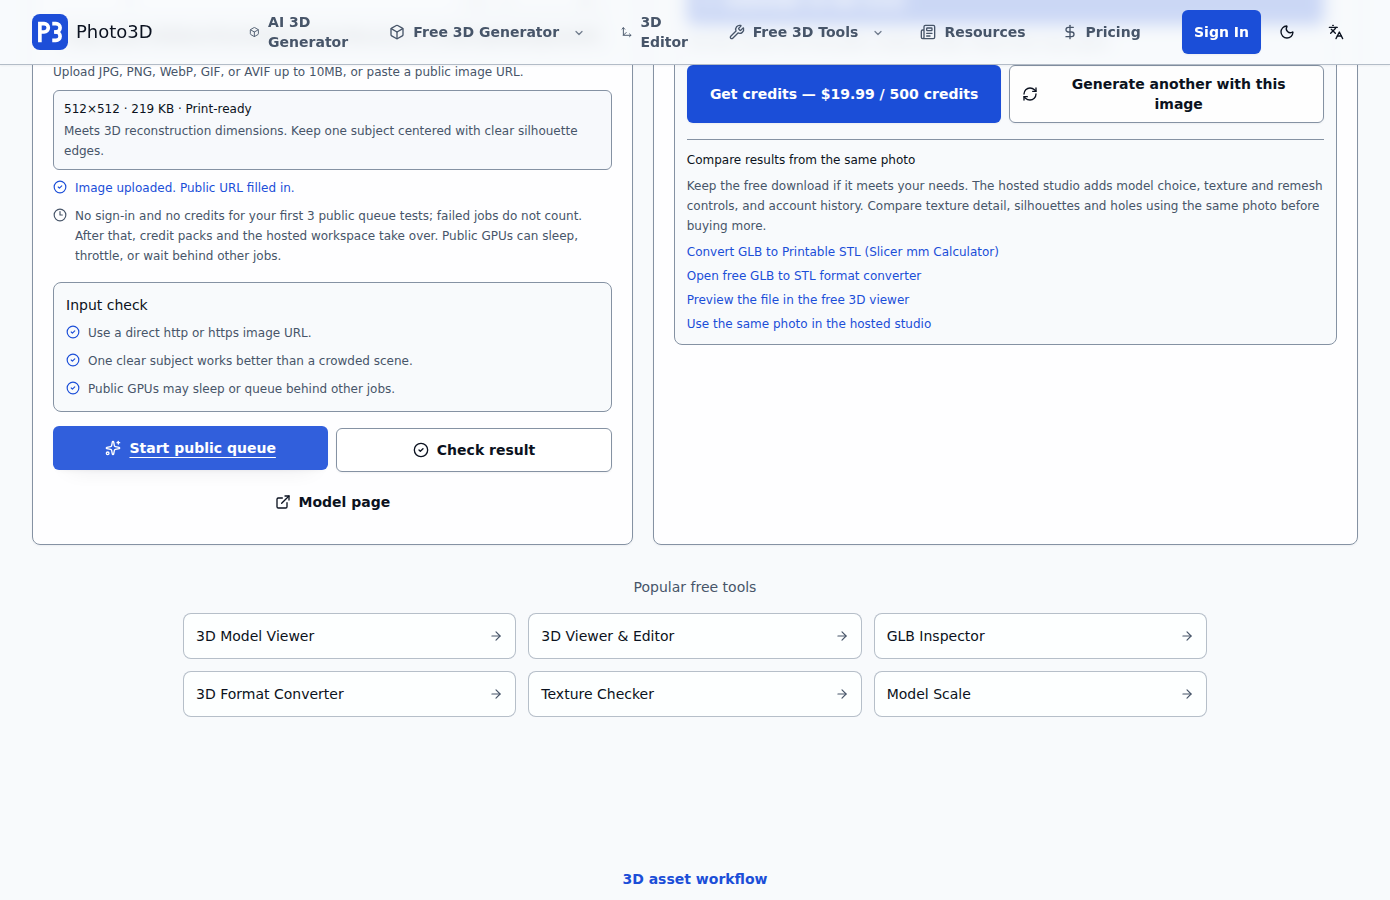 Photo3D
AI 3D
Generator
Free 3D Generator
3D
Editor
Free 3D Tools
Resources
Pricing
Sign In
Upload JPG, PNG, WebP, GIF, or AVIF up to 10MB, or paste a public image URL.
512×512 · 219 KB · Print-ready
Meets 3D reconstruction dimensions. Keep one subject centered with clear silhouette
edges.
Image uploaded. Public URL filled in.
No sign-in and no credits for your first 3 public queue tests; failed jobs do not count.
After that, credit packs and the hosted workspace take over. Public GPUs can sleep,
throttle, or wait behind other jobs.
Input check
Use a direct http or https image URL.
One clear subject works better than a crowded scene.
Public GPUs may sleep or queue behind other jobs.
Start public queue
Check result
Model page
Get credits — $19.99 / 500 credits
Generate another with this
image
Compare results from the same photo
Keep the free download if it meets your needs. The hosted studio adds model choice, texture and remesh
controls, and account history. Compare texture detail, silhouettes and holes using the same photo before
buying more.
Convert GLB to Printable STL (Slicer mm Calculator)
Open free GLB to STL format converter
Preview the file in the free 3D viewer
Use the same photo in the hosted studio
Popular free tools
3D Model Viewer
3D Viewer & Editor
GLB Inspector
3D Format Converter
Texture Checker
Model Scale
3D asset workflow